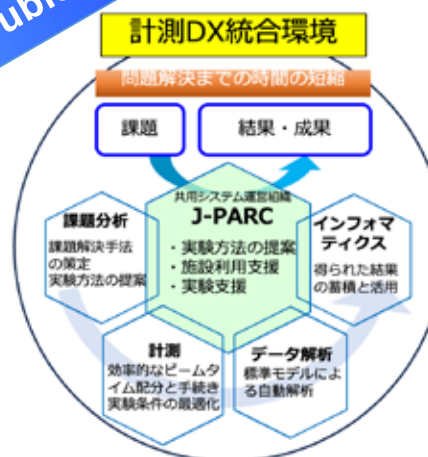 計測DX統合環境
問題解決までの時間の短縮
課題
結果・成果
共用システム運営組織
J-PARC
・実験方法の提案
・施設利用支援
・実験支援
課題分析
課題解決手法
の策定
実験方法の提案
インフォマ
ティクス
得られた結果
の蓄積と活用
計測
効率的なビームタ
イム配分と手続き
実験条件の最適化
データ解析
標準モデルによ
る自動解析